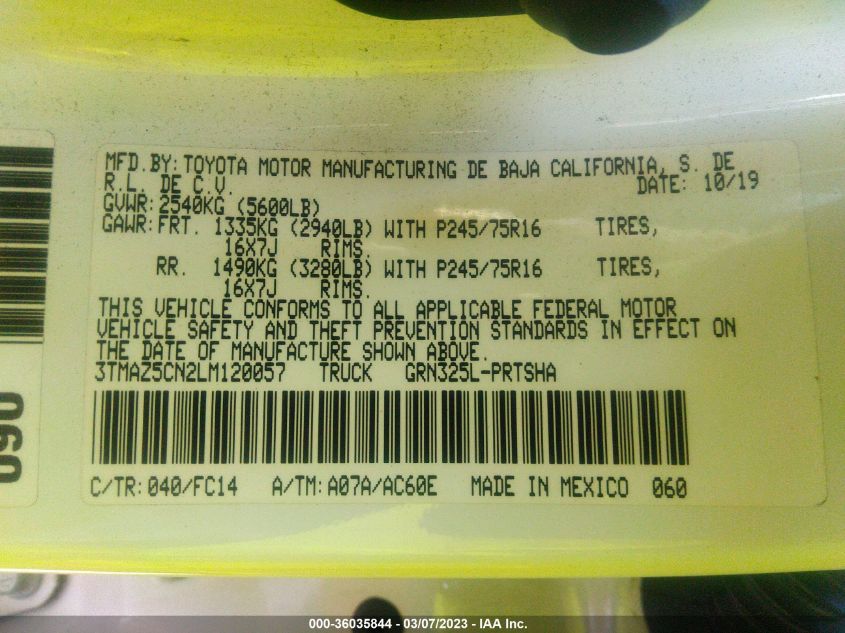 MFD.BY:TOYOTA MOTOR MANUFACTURING DE BAJA CALIFORNIA, S. DE
R.L. DE C.V. DATE: 10/19
GVWR:2540KG (5600LB)
GAWR:FRT. 1335KG (2940LB) WITH P245/75R16 TIRES,
16X7J RIMS.
RR. 1490KG (3280LB) WITH P245/75R16 TIRES,
16X7J RIMS.
THIS VEHICLE CONFORMS TO ALL APPLICABLE FEDERAL MOTOR
VEHICLE SAFETY AND THEFT PREVENTION STANDARDS IN EFFECT ON
THE DATE OF MANUFACTURE SHOWN ABOVE.
3TMAZ5CN2LM120057 TRUCK GRN325L-PRTSHA
C/TR:040/FC14 A/TM:A07A/AC60E MADE IN MEXICO 060
090
000-36035844 - 03/07/2023 - IAA Inc.